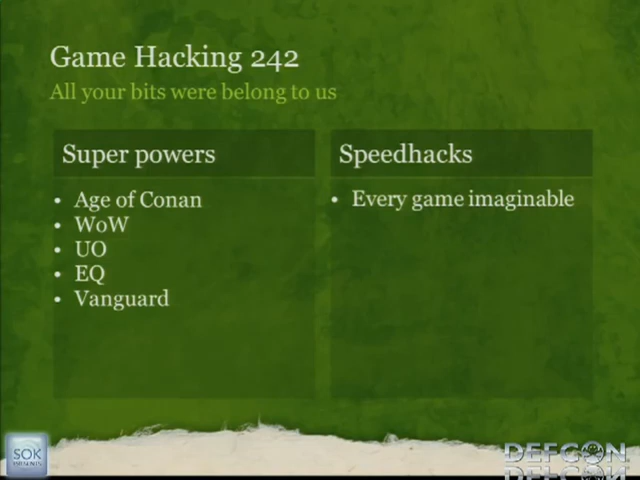 Game Hacking 242
All your bits were belong to us
Super powers
• Age of Conan
• WoW
• UO
• EQ
• Vanguard
Speedhacks
• Every game imaginable
SOK
DEFCON